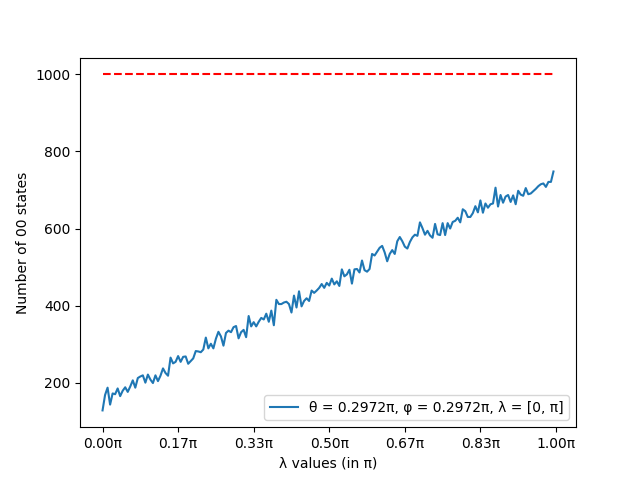 1000
800
600
400
200
Number of 00 states
θ = 0.2972π, φ = 0.2972π, λ = [0, π]
0.00π 0.17π 0.33π 0.50π 0.67π 0.83π 1.00π
λ values (in π)